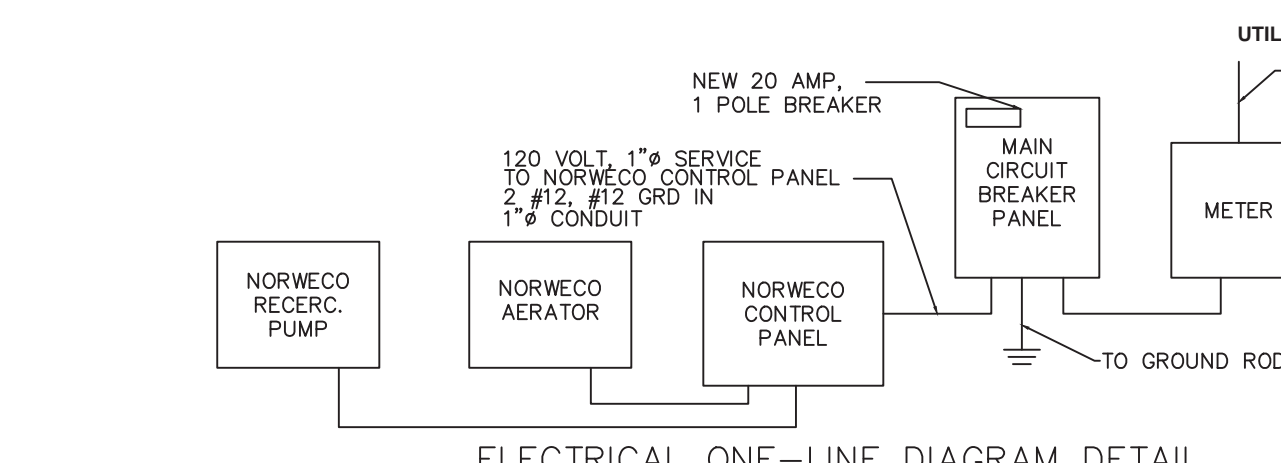 UTIL
NEW 20 AMP,
1 POLE BREAKER
MAIN
CIRCUIT
BREAKER
PANEL
METER
120 VOLT, 1"ø SERVICE
TO NORWECO CONTROL PANEL
2 #12, #12 GRD IN
1"ø CONDUIT
NORWECO
RECERC.
PUMP
NORWECO
AERATOR
NORWECO
CONTROL
PANEL
TO GROUND ROD
ELECTRICAL ONE-LINE DIAGRAM DETAIL